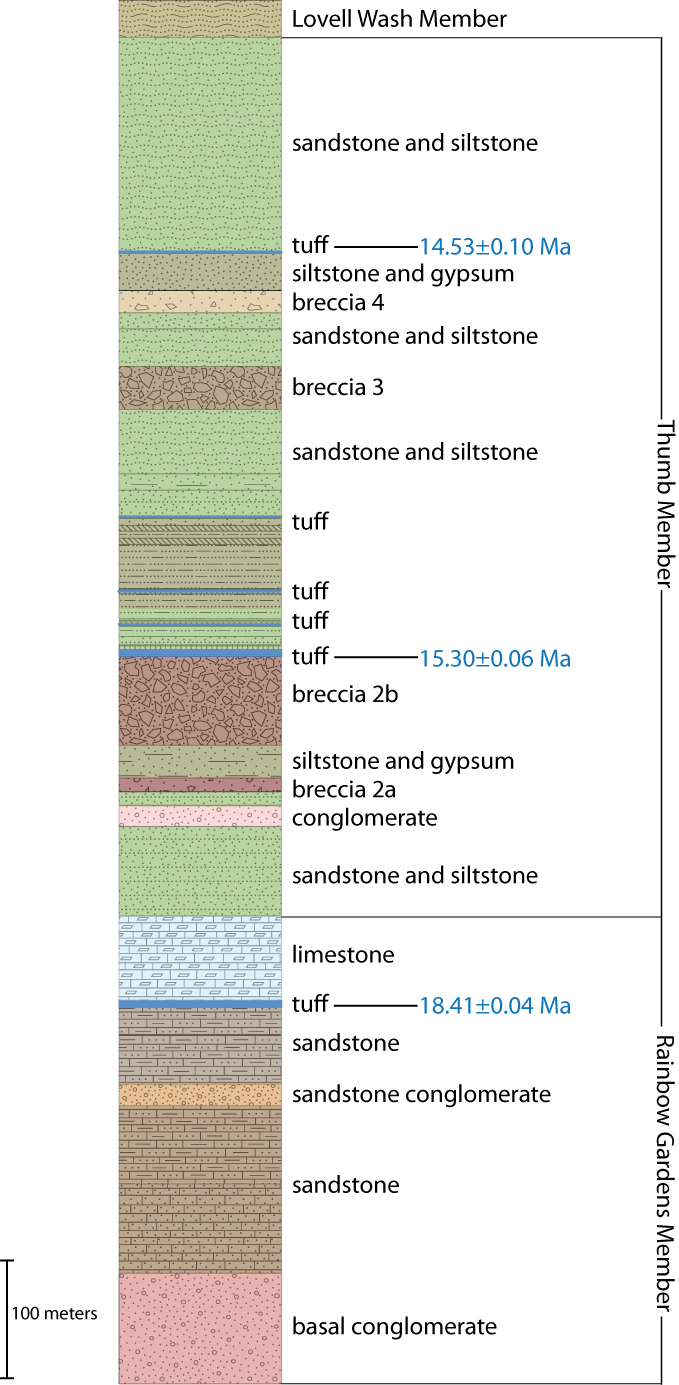 Lovell Wash Member
sandstone and siltstone
tuff 14.53±0.10 Ma
siltstone and gypsum
breccia 4
sandstone and siltstone
breccia 3
sandstone and siltstone
tuff
tuff
tuff
tuff 15.30±0.06 Ma
breccia 2b
siltstone and gypsum
breccia 2a
conglomerate
sandstone and siltstone
Thumb Member
limestone
tuff 18.41±0.04 Ma
sandstone
sandstone conglomerate
sandstone
basal conglomerate
Rainbow Gardens Member
100 meters